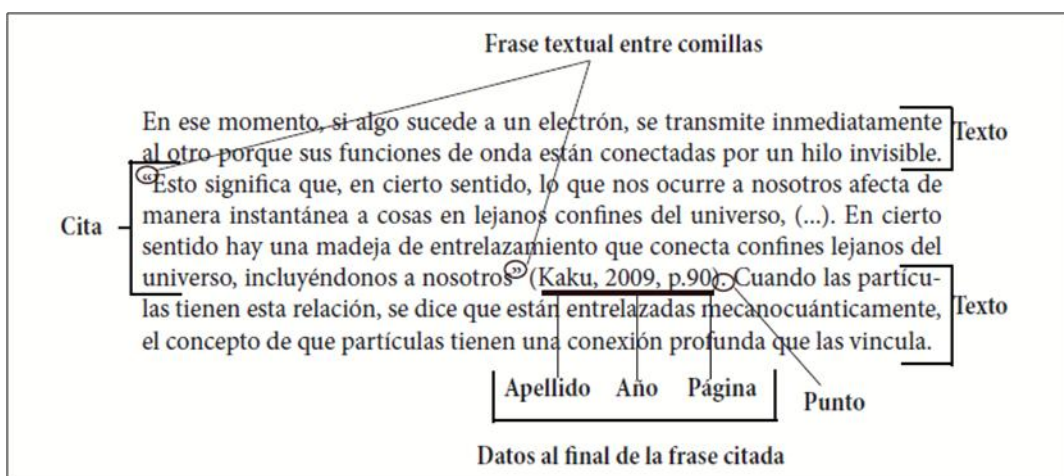 Frase textual entre comillas
En ese momento, si algo sucede a un electrón, se transmite inmediatamente
al otro porque sus funciones de onda están conectadas por un hilo invisible.
Texto
“Esto significa que, en cierto sentido, lo que nos ocurre a nosotros afecta de
manera instantánea a cosas en lejanos confines del universo, (...). En cierto
Cita
sentido hay una madeja de entrelazamiento que conecta confines lejanos del
universo, incluyéndonos a nosotros” (Kaku, 2009, p.90). Cuando las partícu-
las tienen esta relación, se dice que están entrelazadas mecanocuánticamente,
Texto
el concepto de que partículas tienen una conexión profunda que las vincula.
Apellido Año Página
Punto
Datos al final de la frase citada